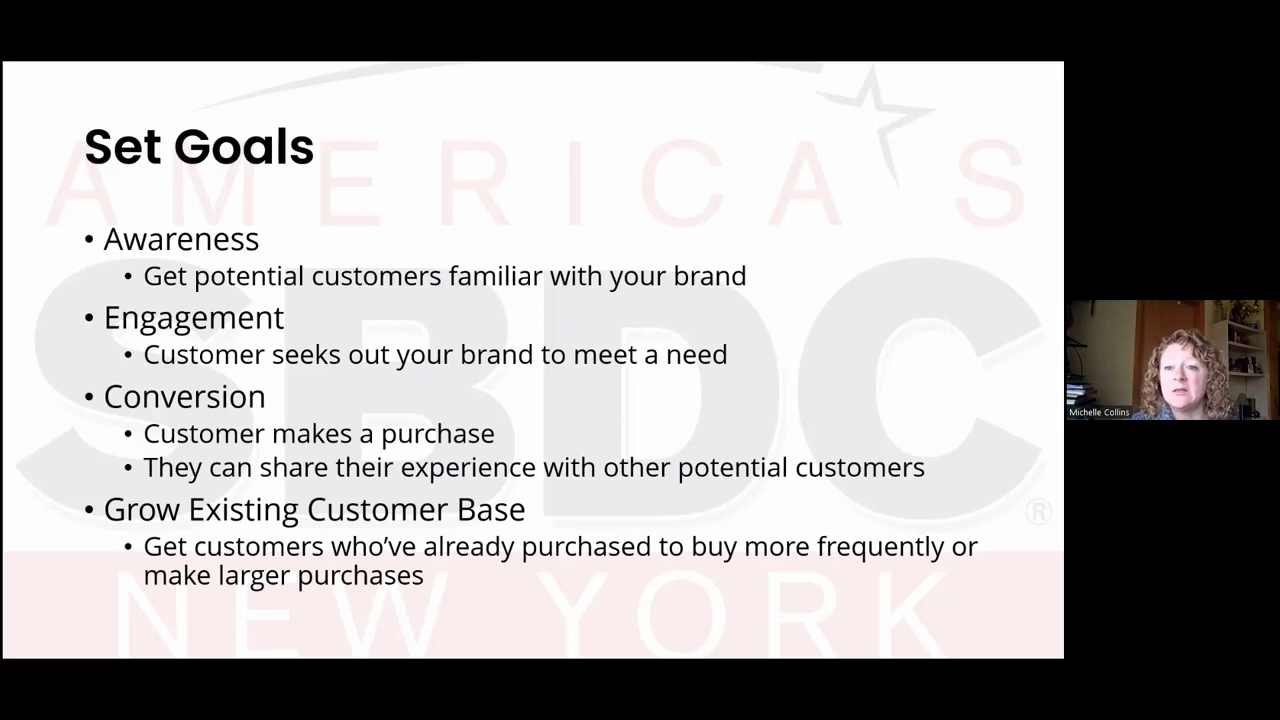 Set Goals
AMERICA'S
SBDC
®
NEW YORK
• Awareness
• Get potential customers familiar with your brand
• Engagement
• Customer seeks out your brand to meet a need
• Conversion
• Customer makes a purchase
• They can share their experience with other potential customers
• Grow Existing Customer Base
• Get customers who’ve already purchased to buy more frequently or
make larger purchases
Michelle Collins